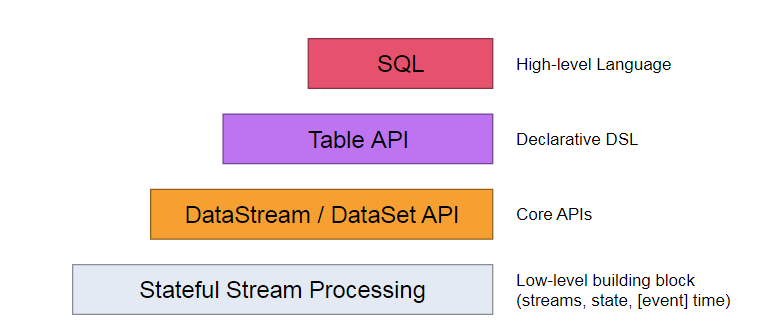 SQL
High-level Language
Table API
Declarative DSL
DataStream / DataSet API
Core APIs
Stateful Stream Processing
Low-level building block
(streams, state, [event] time)